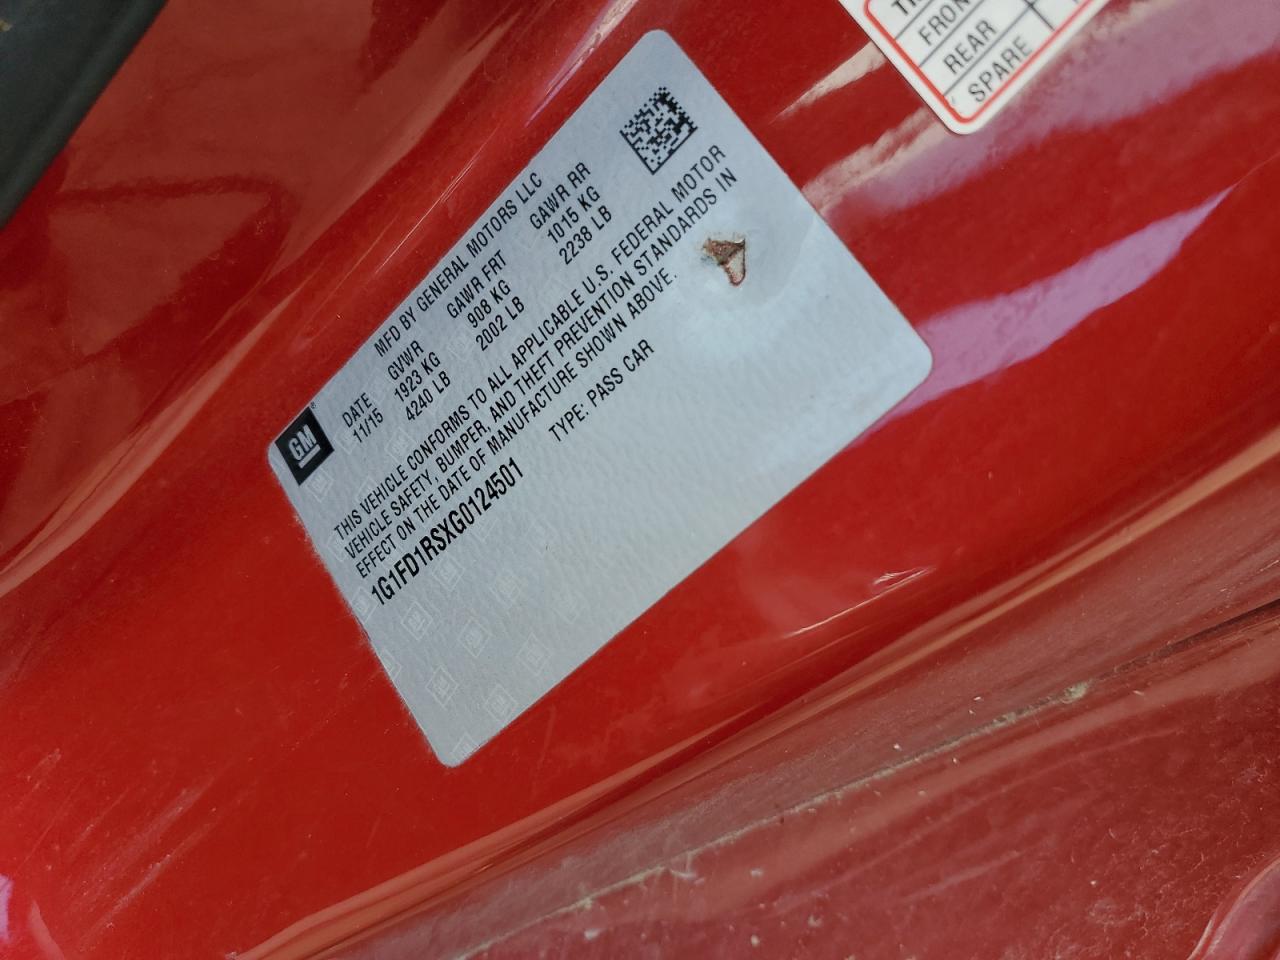 GM
MFD BY GENERAL MOTORS LLC
DATE GVWR GAWR FRT GAWR RR
11/15 1923 KG 908 KG 1015 KG
4240 LB 2002 LB 2238 LB
THIS VEHICLE CONFORMS TO ALL APPLICABLE U.S. FEDERAL MOTOR
VEHICLE SAFETY, BUMPER, AND THEFT PREVENTION STANDARDS IN
EFFECT ON THE DATE OF MANUFACTURE SHOWN ABOVE.
1G1FD1RSXG0124501 TYPE: PASS CAR
FRONT
REAR
SPARE